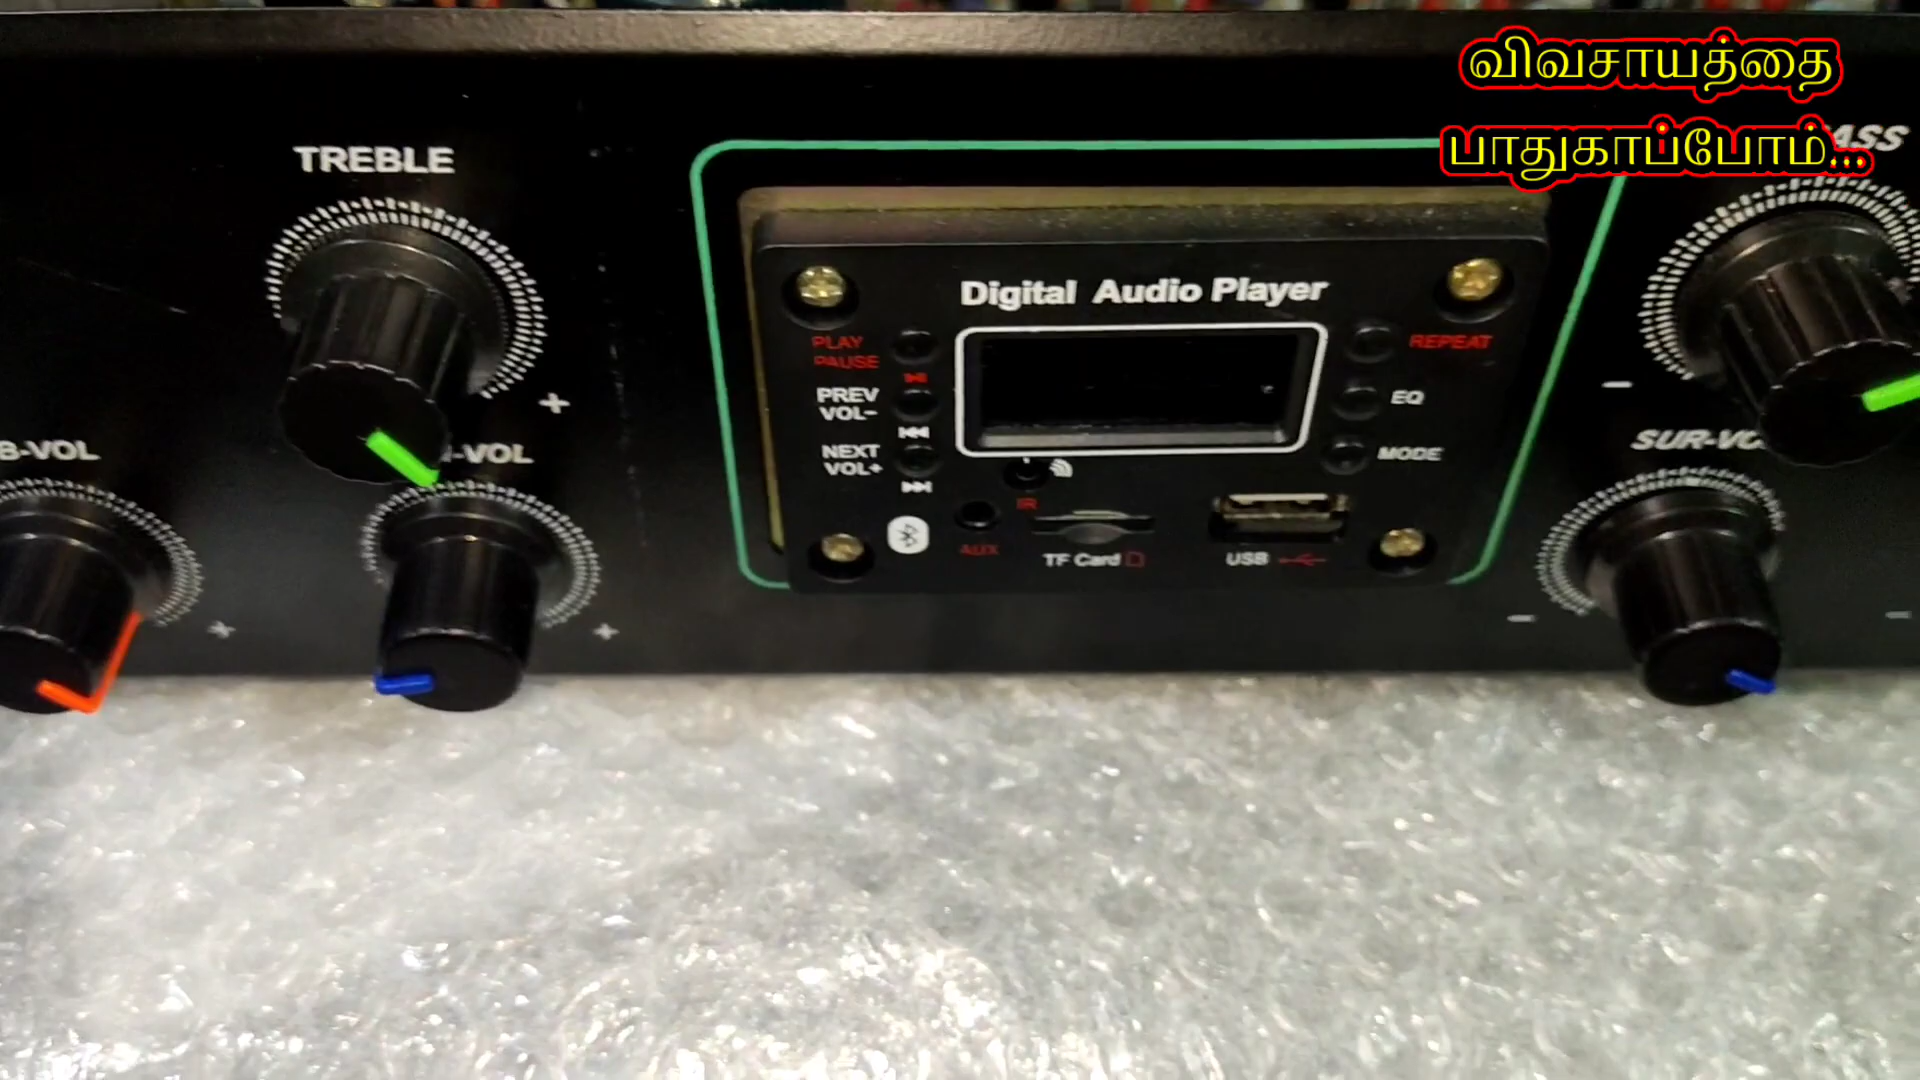 விவசாயத்தை
பாதுகாப்போம்...
TREBLE
Digital Audio Player
PLAY
PAUSE
REPEAT
PREV
VOL-
EQ
NEXT
VOL+
MODE
IR
AUX
TF Card
USB